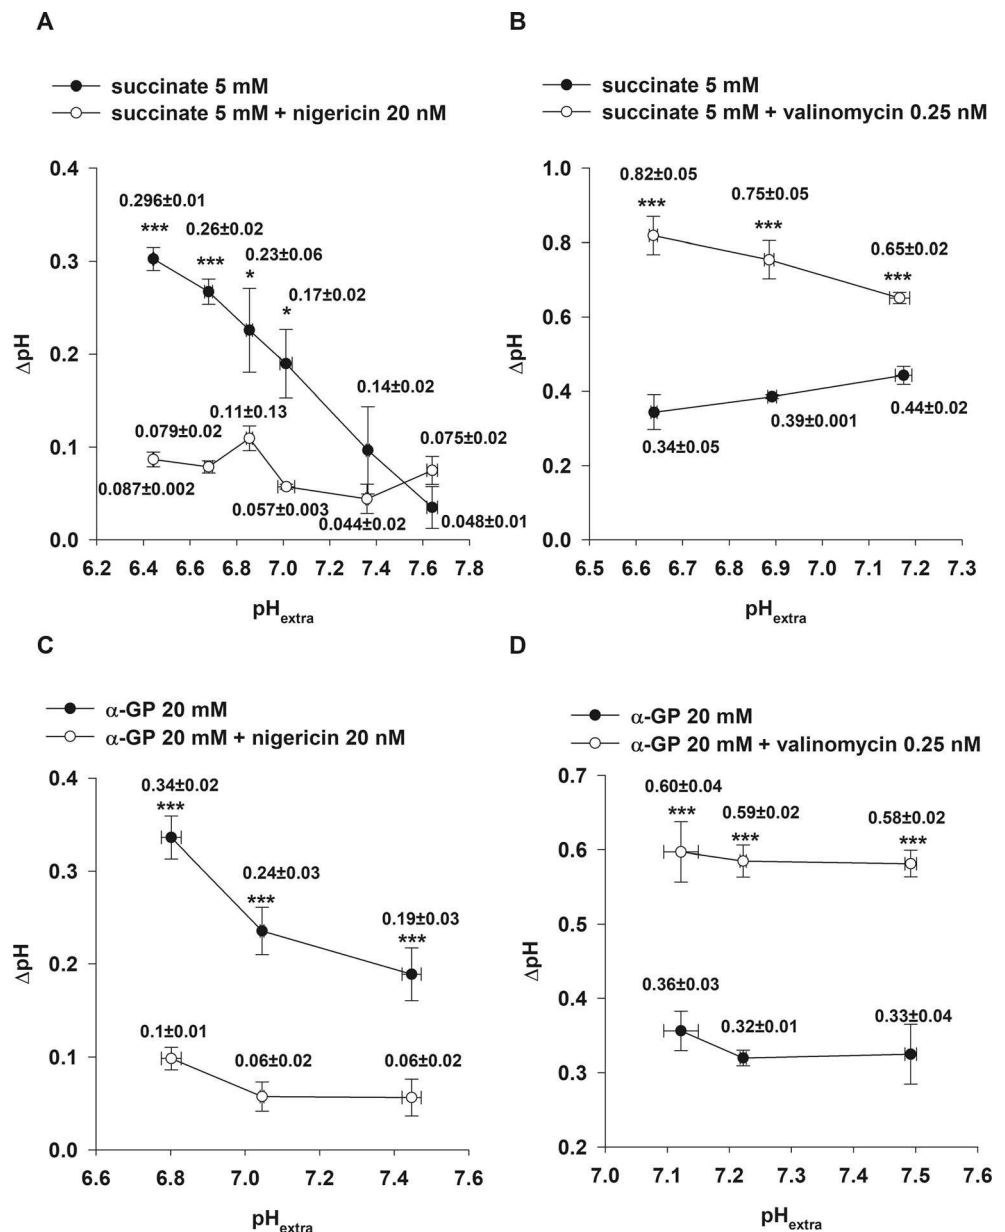 A
succinate 5 mM
succinate 5 mM + nigericin 20 nM
0.4
0.3
0.2
0.1
0.0
ΔpH
0.296±0.01
***
0.26±0.02
***
0.23±0.06
*
0.17±0.02
*
0.14±0.02
0.079±0.02
0.11±0.13
0.075±0.02
0.087±0.002
0.057±0.003
0.044±0.02
0.048±0.01
6.2 6.4 6.6 6.8 7.0 7.2 7.4 7.6 7.8
pHextra
B
succinate 5 mM
succinate 5 mM + valinomycin 0.25 nM
1.0
0.8
0.6
0.4
0.2
0.0
ΔpH
0.82±0.05
***
0.75±0.05
***
0.65±0.02
***
0.34±0.05
0.39±0.001
0.44±0.02
6.5 6.6 6.7 6.8 6.9 7.0 7.1 7.2 7.3
pHextra
C
α-GP 20 mM
α-GP 20 mM + nigericin 20 nM
0.4
0.3
0.2
0.1
0.0
ΔpH
0.34±0.02
***
0.24±0.03
***
0.19±0.03
***
0.1±0.01
0.06±0.02
0.06±0.02
6.6 6.8 7.0 7.2 7.4 7.6
pHextra
D
α-GP 20 mM
α-GP 20 mM + valinomycin 0.25 nM
0.7
0.6
0.5
0.4
0.3
0.2
ΔpH
0.60±0.04
***
0.59±0.02
***
0.58±0.02
***
0.36±0.03
0.32±0.01
0.33±0.04
7.0 7.1 7.2 7.3 7.4 7.5 7.6
pHextra